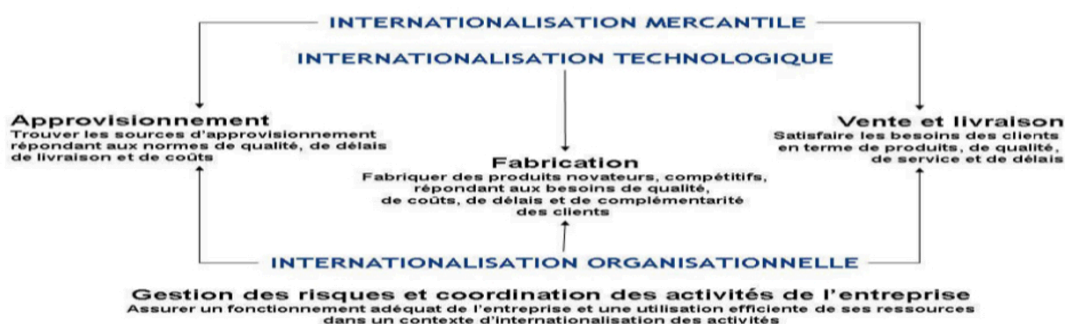 INTERNATIONALISATION MERCANTILE
INTERNATIONALISATION TECHNOLOGIQUE
Approvisionnement
Trouver les sources d'approvisionnement
répondant aux normes de qualité, de délais
de livraison et de coûts
Vente et livraison
Satisfaire les besoins des clients
en terme de produits, de qualité,
de service et de délais
Fabrication
Fabriquer des produits novateurs, compétitifs,
répondant aux besoins de qualité,
de coûts, de délais et de complémentarité
des clients
INTERNATIONALISATION ORGANISATIONNELLE
Gestion des risques et coordination des activités de l'entreprise
Assurer un fonctionnement adéquat de l'entreprise et une utilisation efficiente de ses ressources
dans un contexte d'internationalisation des activités